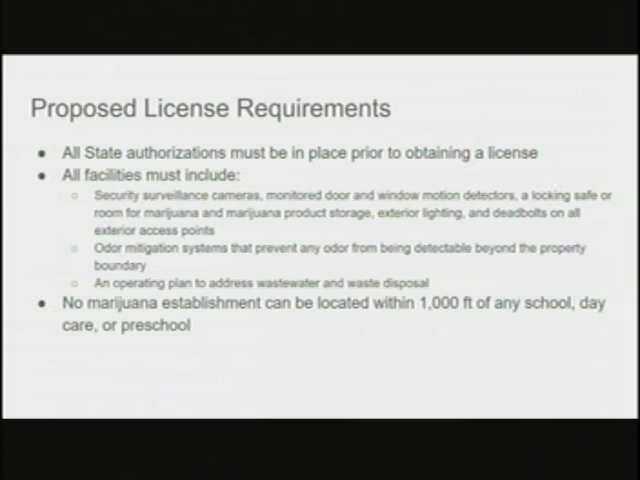 Proposed License Requirements
● All State authorizations must be in place prior to obtaining a license
● All facilities must include:
○ Security surveillance cameras, monitored door and window motion detectors, a locking safe or
room for marijuana and marijuana product storage, exterior lighting, and deadbolts on all
exterior access points
○ Odor mitigation systems that prevent any odor from being detectable beyond the property
boundary
○ An operating plan to address wastewater and waste disposal
● No marijuana establishment can be located within 1,000 ft of any school, day
care, or preschool